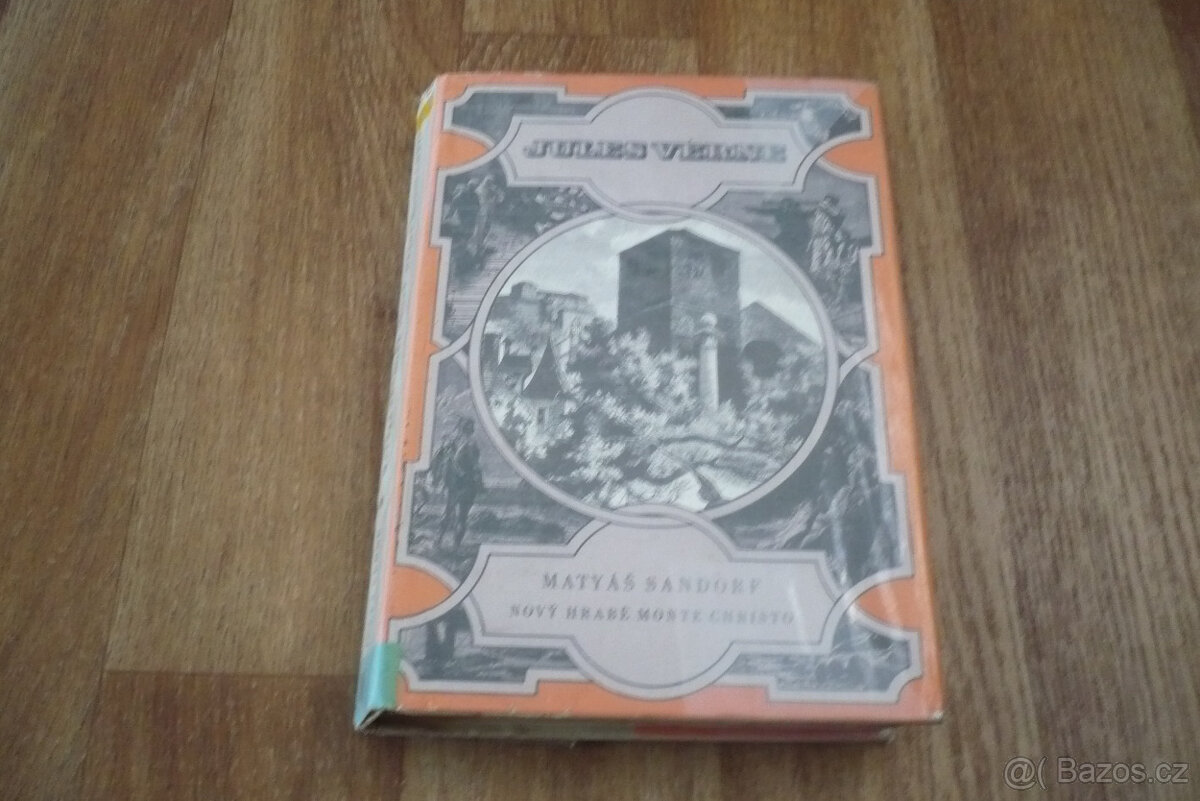 JULES VERNE
MATYÁŠ SANDORF
NOVÝ HRABĚ MONTE CHRISTO
@( Bazos.cz